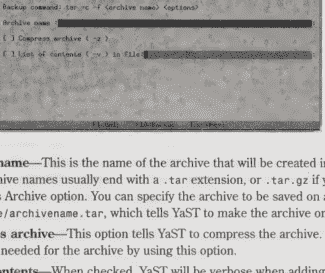 Backup command: tar -c -f <archive name> <options>
Archive name
[ ] Compress archive ( -z )
[ ] List of contents ( -v ) in file:
name—This is the name of the archive that will be created in
hive names usually end with a .tar extension, or .tar.gz if y
s Archive option. You can specify the archive to be saved on a
e/archivename.tar, which tells YaST to make the archive on
ss archive—This option tells YaST to compress the archive.
needed for the archive by using this option.
ontents—When checked, YaST will be verbose when adding